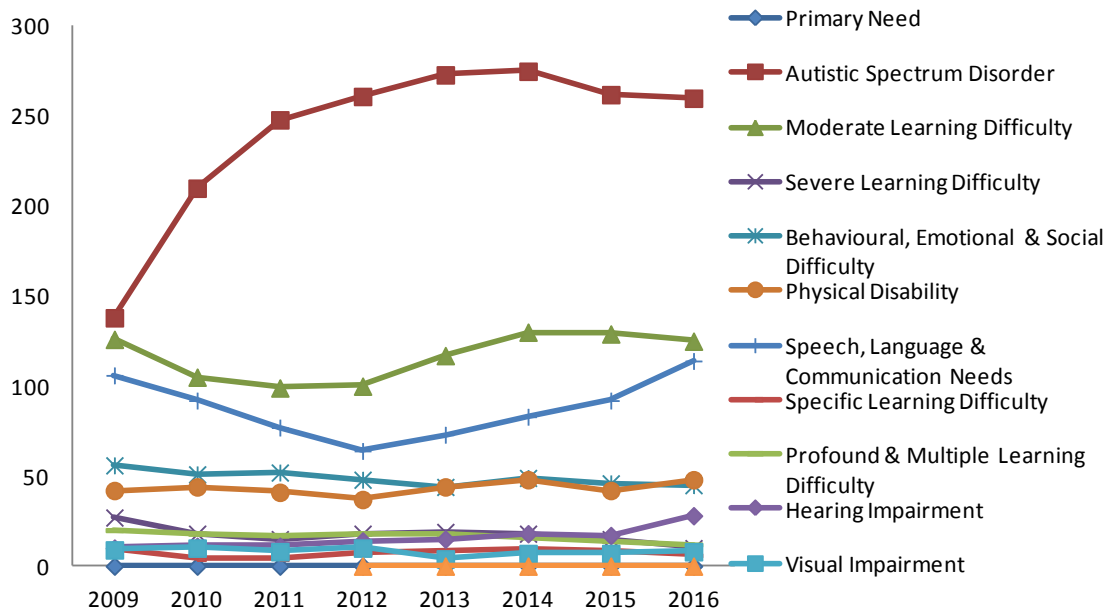 300
250
200
150
100
50
0
2009 2010 2011 2012 2013 2014 2015 2016
Primary Need
Autistic Spectrum Disorder
Moderate Learning Difficulty
Severe Learning Difficulty
Behavioural, Emotional & Social
Difficulty
Physical Disability
Speech, Language &
Communication Needs
Specific Learning Difficulty
Profound & Multiple Learning
Difficulty
Hearing Impairment
Visual Impairment